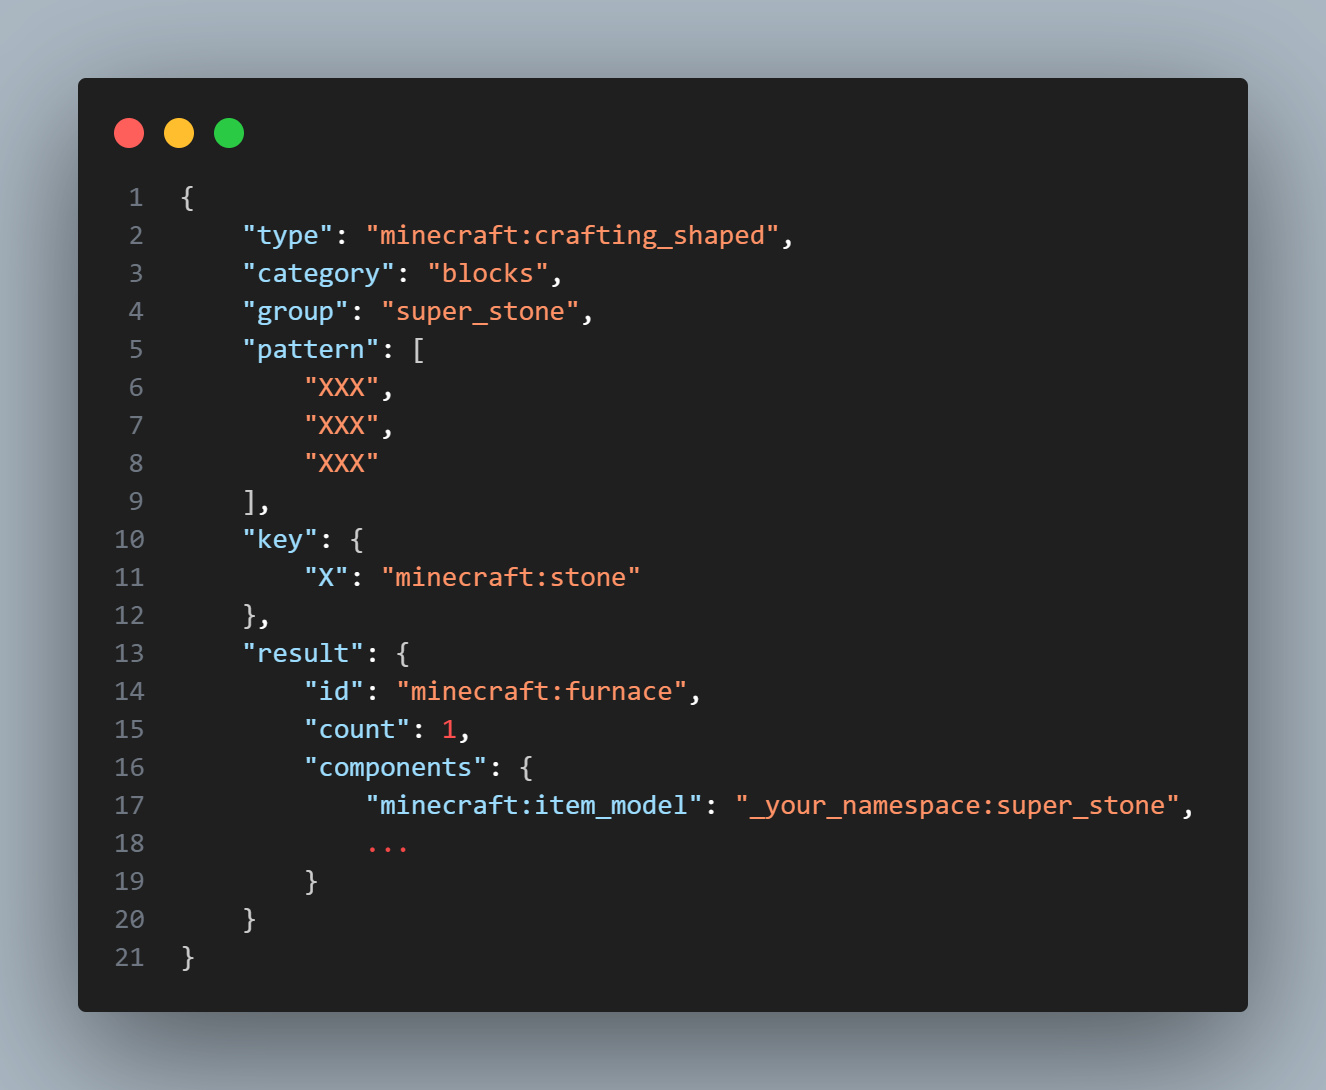 1 {
2     "type": "minecraft:crafting_shaped",
3     "category": "blocks",
4     "group": "super_stone",
5     "pattern": [
6         "XXX",
7         "XXX",
8         "XXX"
9     ],
10     "key": {
11         "X": "minecraft:stone"
12     },
13     "result": {
14         "id": "minecraft:furnace",
15         "count": 1,
16         "components": {
17             "minecraft:item_model": "_your_namespace:super_stone",
18             ...
19         }
20     }
21 }